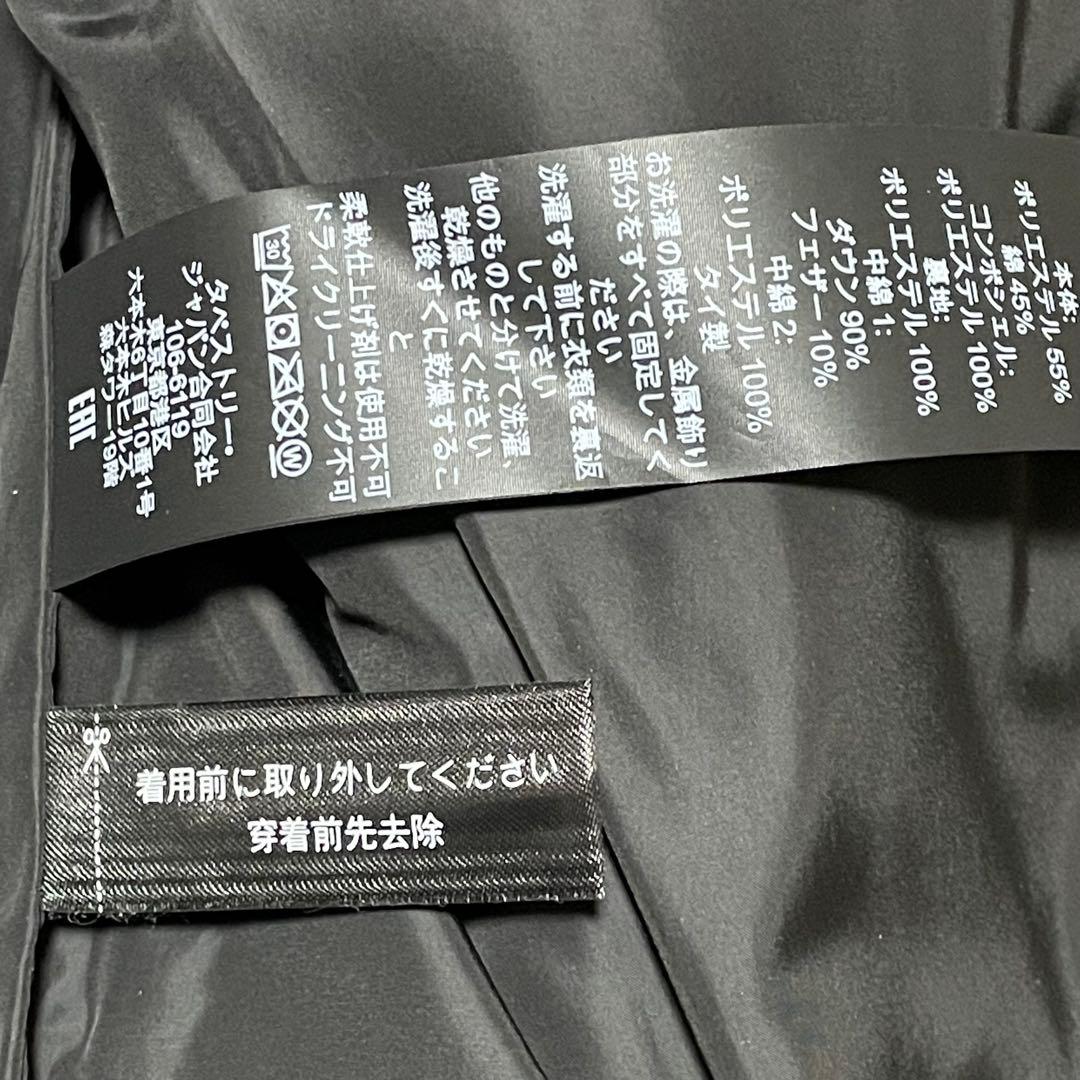 本体:
ポリエステル 55%
綿 45%
コンポシェル:
ポリエステル 100%
裏地:
ポリエステル 100%
中綿 1:
ダウン 90%
フェザー 10%
中綿 2:
ポリエステル 100%
タイ製
お洗濯の際は、金属飾り
部分をすべて固定してく
ださい
洗濯する前に衣類を裏返
して下さい
他のものと分けて洗濯、
乾燥させてください
洗濯後すぐに乾燥するこ
と
柔軟仕上げ剤は使用不可
ドライクリーニング不可
30 W
タペストリー・
ジャパン合同会社
106-6119
東京都港区
六本木6丁目10番1号
六本木ヒルズ
森タワー19階
EAC
着用前に取り外してください
穿着前先去除